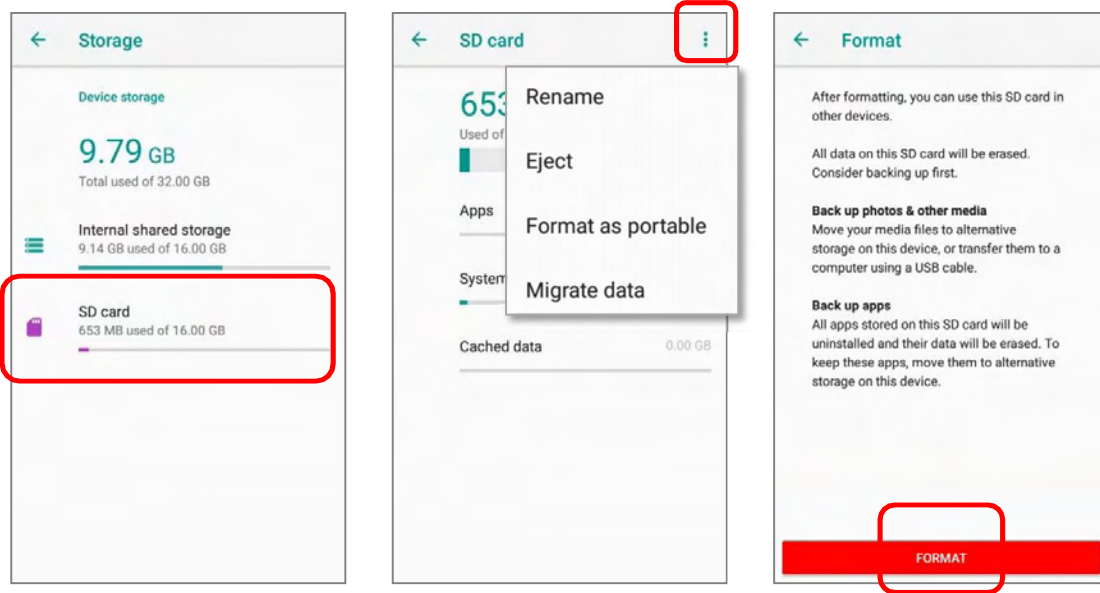 Storage
Device storage
9.79 GB
Total used of 32.00 GB
Internal shared storage
9.14 GB used of 16.00 GB
SD card
653 MB used of 16.00 GB
SD card
653
Used of
Apps
System
Cached data 0.00 GB
Rename
Eject
Format as portable
Migrate data
Format
After formatting, you can use this SD card in
other devices.
All data on this SD card will be erased.
Consider backing up first.
Back up photos & other media
Move your media files to alternative
storage on this device, or transfer them to a
computer using a USB cable.
Back up apps
All apps stored on this SD card will be
uninstalled and their data will be erased. To
keep these apps, move them to alternative
storage on this device.
FORMAT